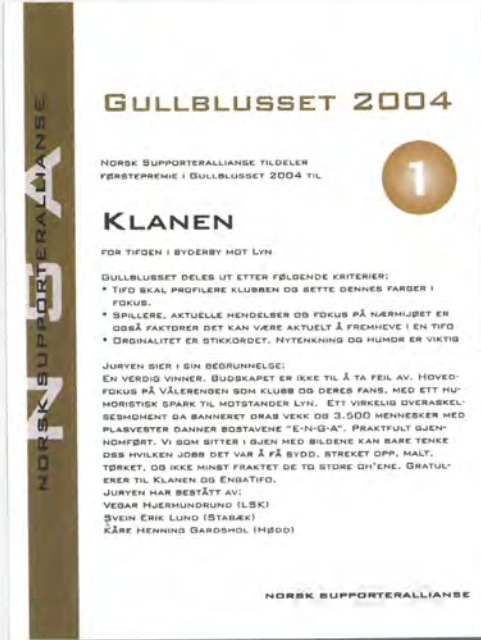 NORSK SUPPORTERALLIANSE
NSA
GULLBLUSSET 2004
NORSK SUPPORTERALLIANSE TILDELER
FØRSTEPREMIE I GULLBLUSSET 2004 TIL
1
KLANEN
FOR TIFOEN I BYDERBY MOT LYN
GULLBLUSSET DELES UT ETTER FØLGENDE KRITERIER:
* TIFO SKAL PROFILERE KLUBBEN OG SETTE DENNES FARGER I
FOKUS.
* SPILLERE, AKTUELLE HENDELSER OG FOKUS PÅ NÆRMIJØET ER
OGSÅ FAKTORER DET KAN VÆRE AKTUELT Å FREMHEVE I EN TIFO
* ORGINALITET ER STIKKORDET. NYTENKNING OG HUMOR ER VIKTIG
JURYEN SIER I SIN BEGRUNNELSE:
EN VERDIG VINNER. BUDSKAPET ER IKKE TIL Å TA FEIL AV. HOVED-
FOKUS PÅ VÅLERENGEN SOM KLUBB OG DERES FANS, MED ETT HU-
MORISTISK SPARK TIL MOTSTANDER LYN. ETT VIRKELIG OVERASKEL-
SESMOMENT DA BANNERET DRAS VEKK OG 3.500 MENNESKER MED
PLASVESTER DANNER BOSTAVENE "E-N-G-A". PRAKTFULT GJEN-
NOMFØRT. VI SOM SITTER I GJEN MED BILDENE KAN BARE TENKE
OSS HVILKEN JOBB DET VAR Å FÅ SYDD, STREKET OPP, MALT,
TØRKET, OG IKKE MINST FRAKTET DE TO STORE OH'ENE. GRATUL-
ERER TIL KLANEN OG ENGATIFO.
JURYEN HAR BESTÅTT AV:
VEGAR HJERMUNDRUND (LSK)
SVEIN ERIK LUND (STABÆK)
KÅRE HENNING GARDSHOL (HØDD)
NORSK SUPPORTERALLIANSE